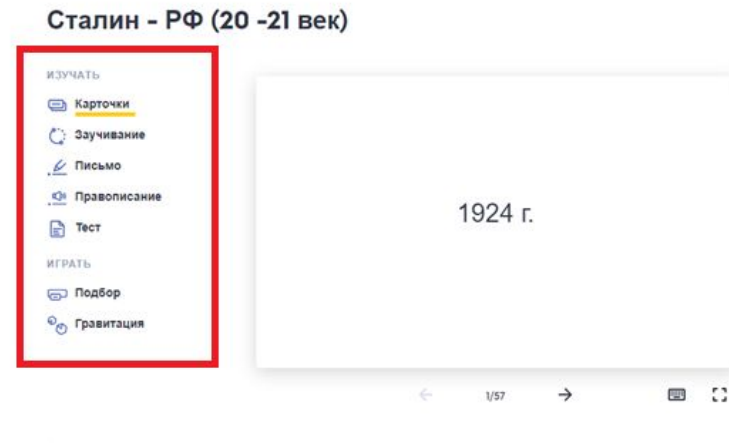 Сталин - РФ (20 -21 век)
ИЗУЧАТЬ
Карточки
Заучивание
Письмо
Правописание
Тест
ИГРАТЬ
Подбор
Гравитация
1924 г.
1/57